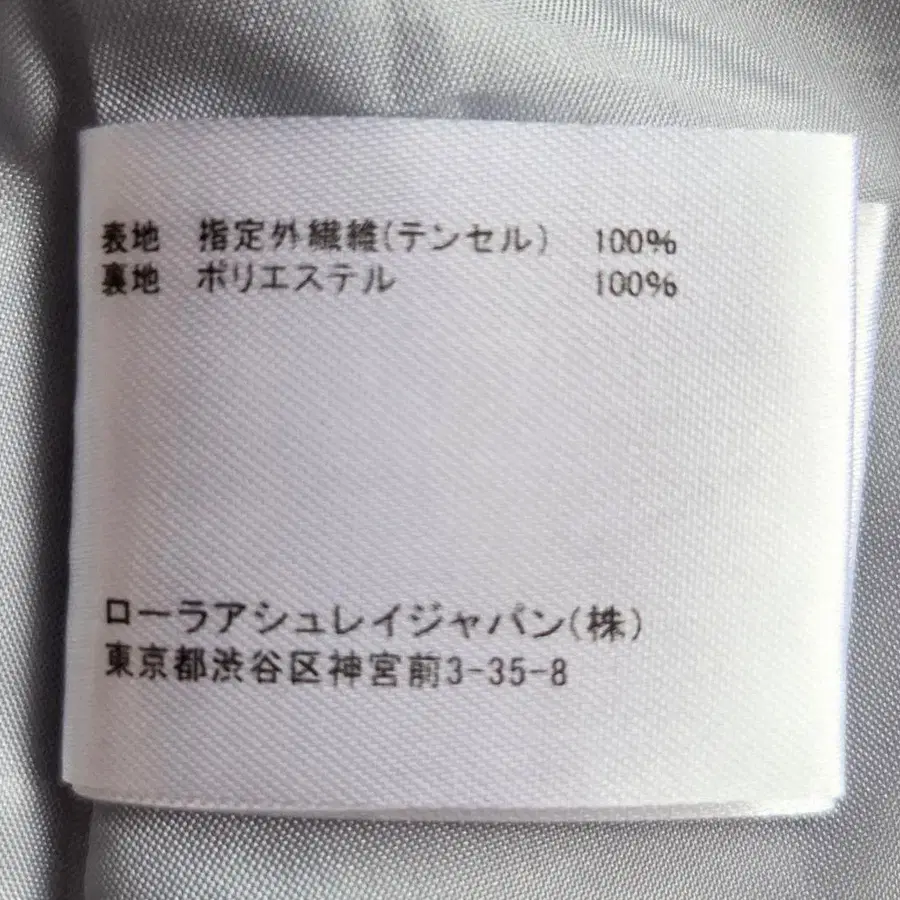 表地 指定外繊維(テンセル) 100%
裏地 ポリエステル 100%
ローラアシュレイジャパン(株)
東京都渋谷区神宮前3-35-8